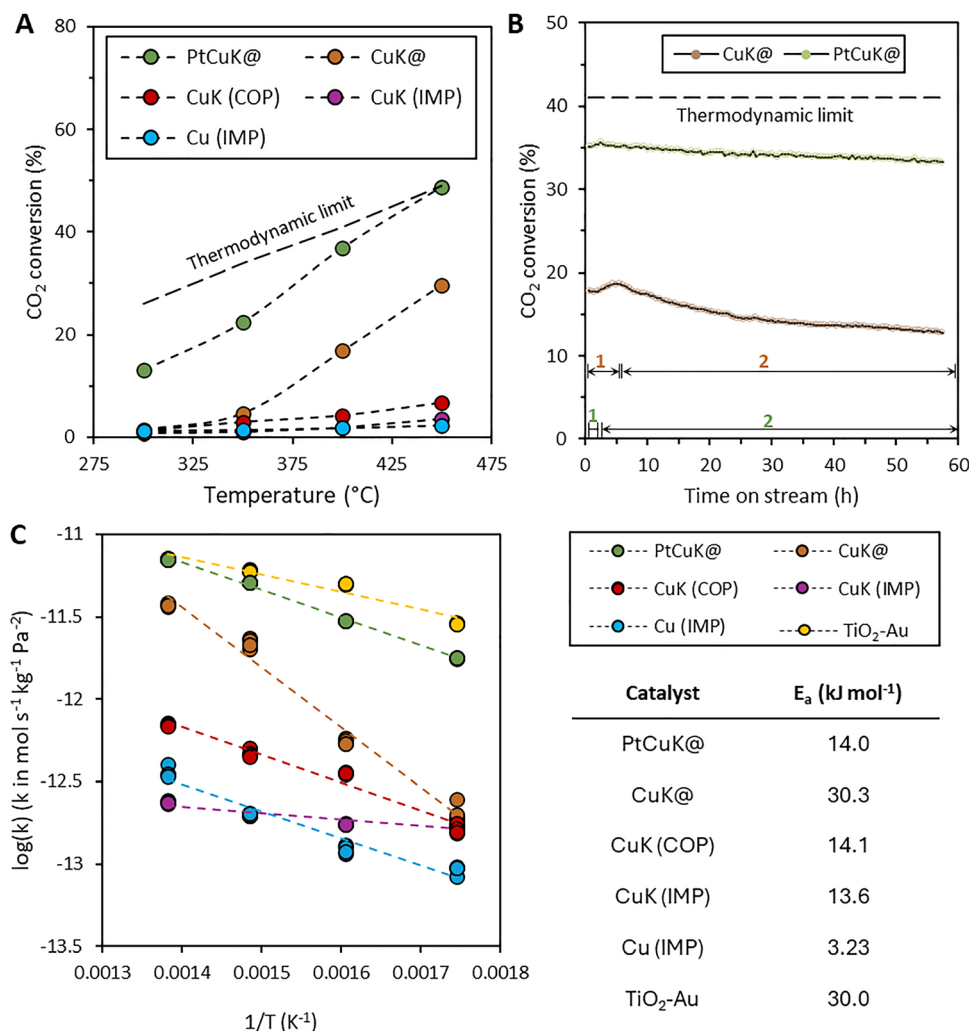 A
80
60
40
20
0
CO₂ conversion (%)
PtCuK@ CuK@
CuK (COP) CuK (IMP)
Cu (IMP)
Thermodynamic limit
275 325 375 425 475
Temperature (°C)
B
50
40
30
20
10
0
CO₂ conversion (%)
CuK@ PtCuK@
Thermodynamic limit
1 2
1 2
0 10 20 30 40 50 60
Time on stream (h)
C
-11
-11.5
-12
-12.5
-13
-13.5
log(k) (k in mol s⁻¹ kg⁻¹ Pa⁻²)
0.0013 0.0014 0.0015 0.0016 0.0017 0.0018
1/T (K⁻¹)
PtCuK@ CuK@
CuK (COP) CuK (IMP)
Cu (IMP) TiO₂-Au
Catalyst Eₐ (kJ mol⁻¹)
PtCuK@ 14.0
CuK@ 30.3
CuK (COP) 14.1
CuK (IMP) 13.6
Cu (IMP) 3.23
TiO₂-Au 30.0